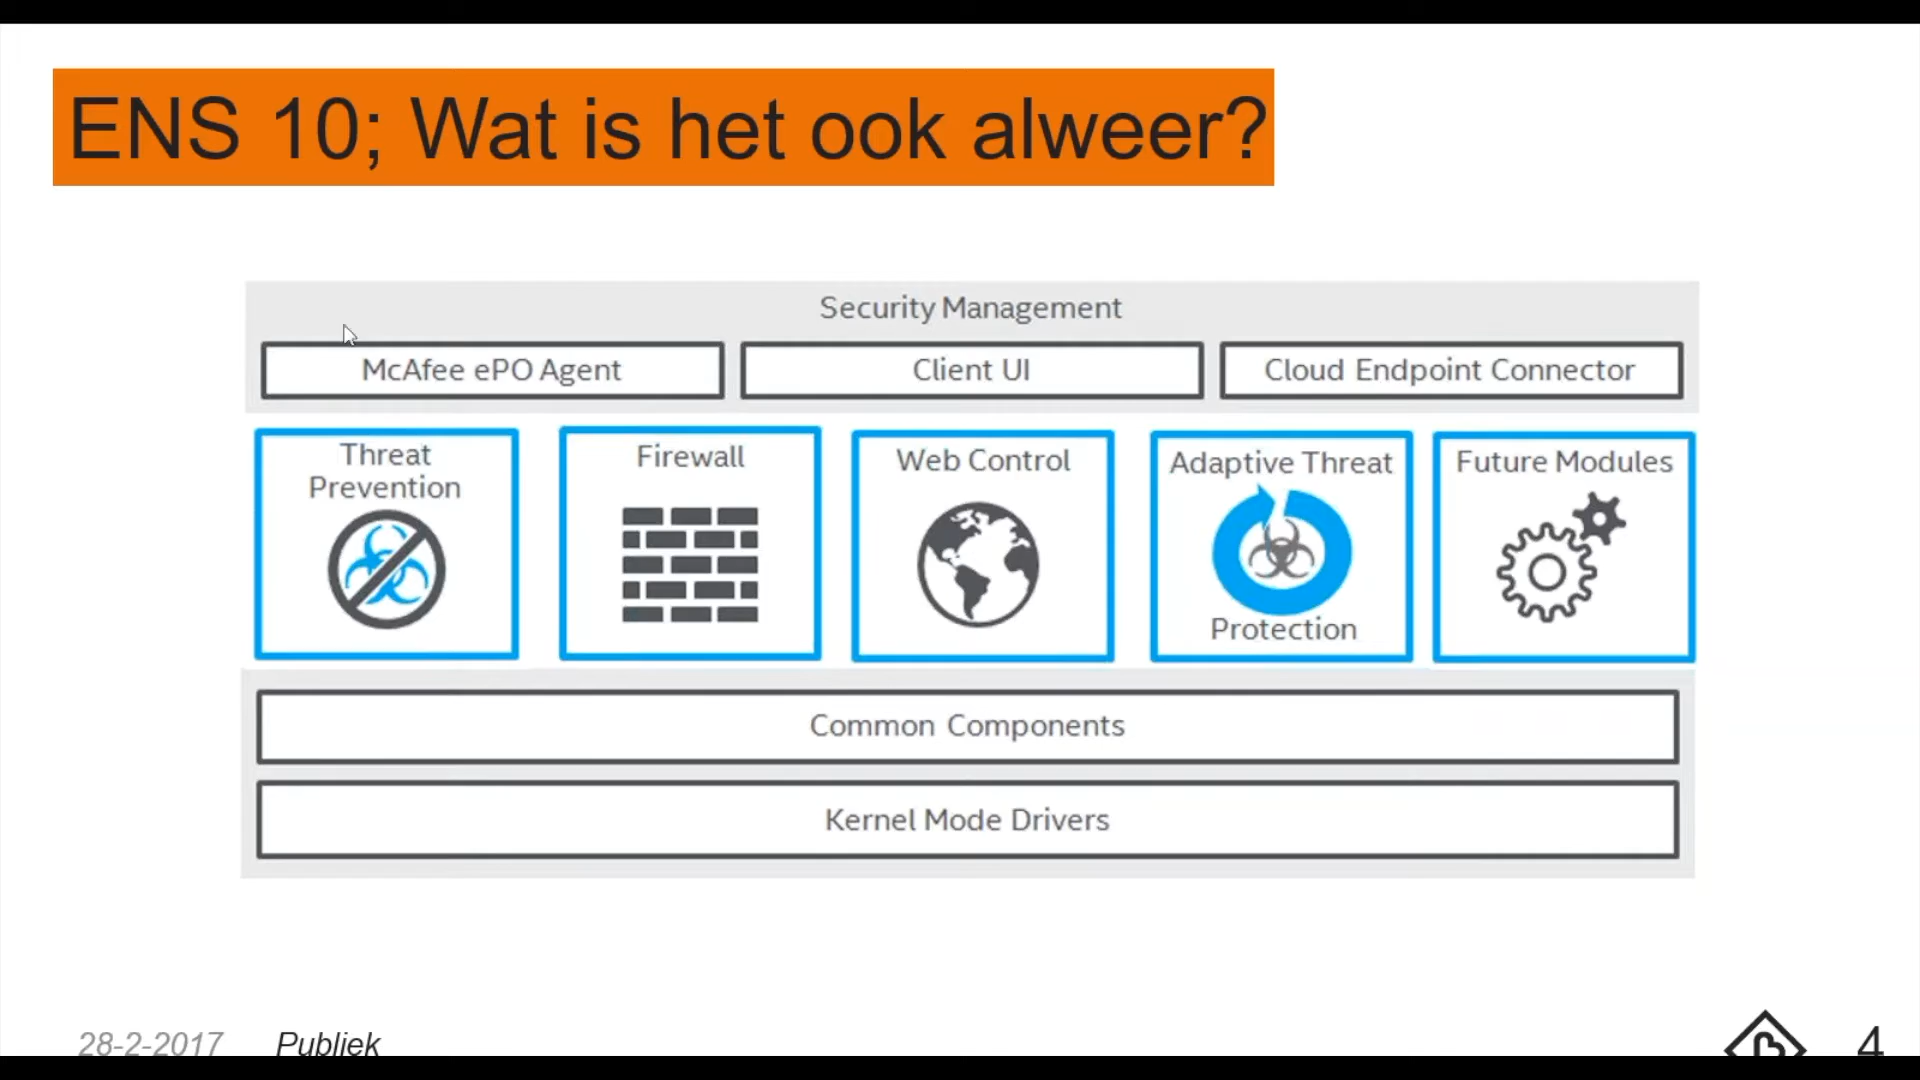 ENS 10; Wat is het ook alweer?
Security Management
McAfee ePO Agent
Client UI
Cloud Endpoint Connector
Threat
Prevention
Firewall
Web Control
Adaptive Threat
Protection
Future Modules
Common Components
Kernel Mode Drivers
28-2-2017
Publiek
4